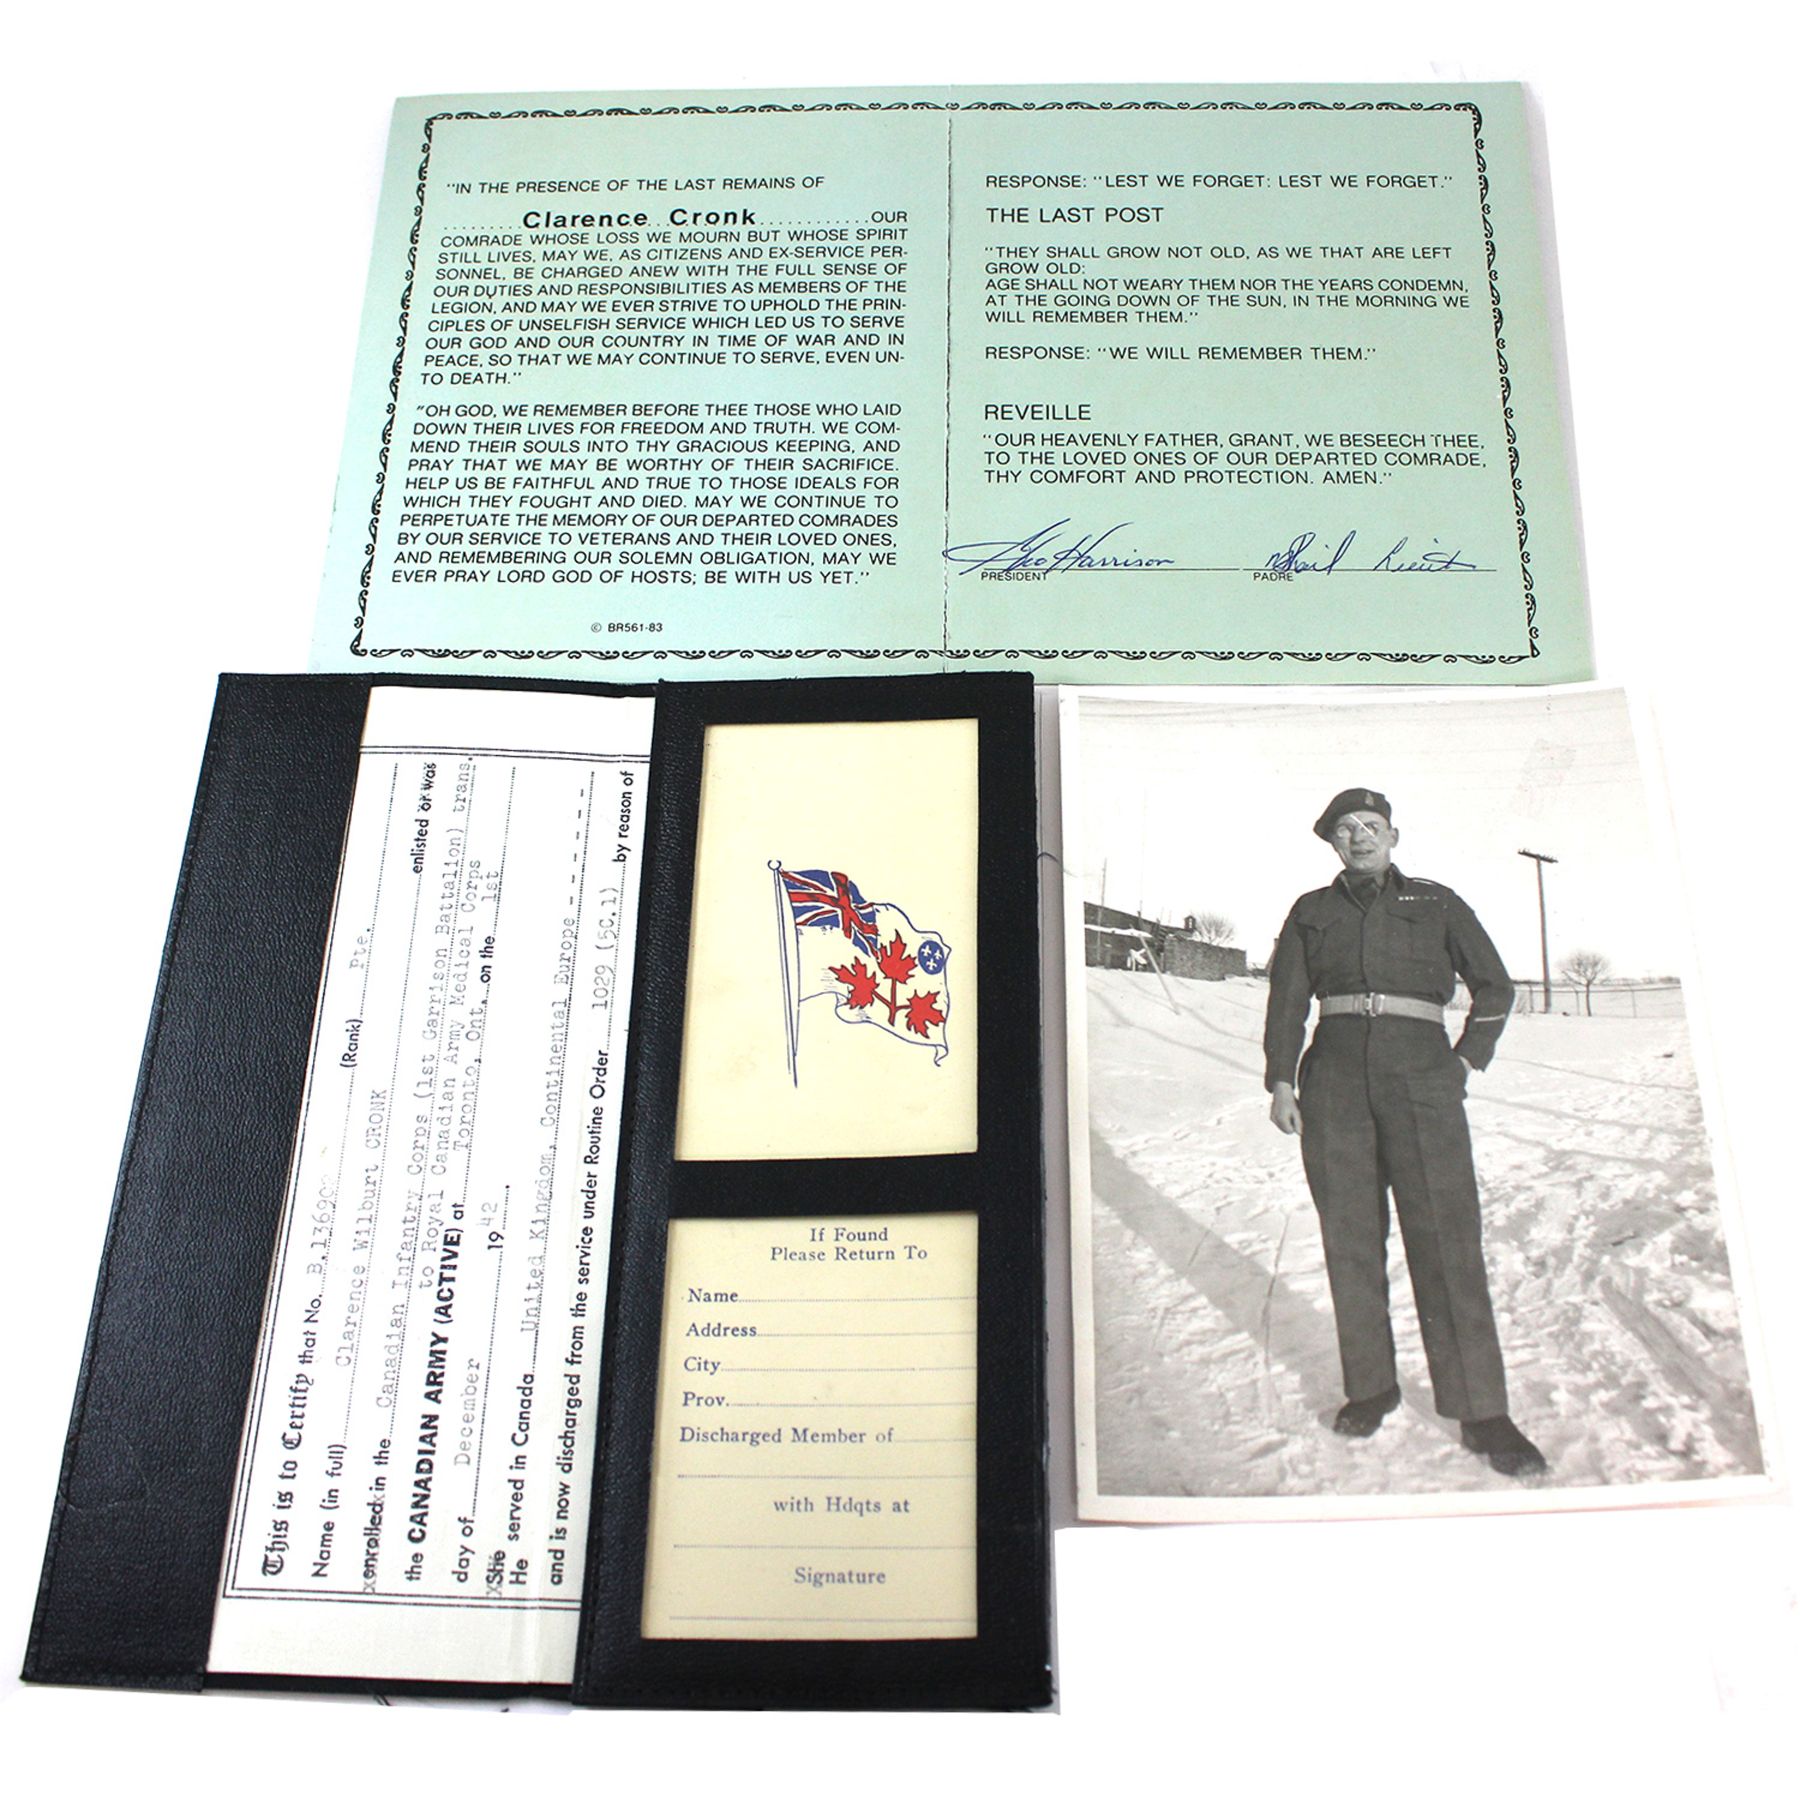 "IN THE PRESENCE OF THE LAST REMAINS OF
.........Clarence Cronk............OUR
COMRADE WHOSE LOSS WE MOURN BUT WHOSE SPIRIT
STILL LIVES, MAY WE, AS CITIZENS AND EX-SERVICE PER-
SONNEL, BE CHARGED ANEW WITH THE FULL SENSE OF
OUR DUTIES AND RESPONSIBILITIES AS MEMBERS OF THE
LEGION, AND MAY WE EVER STRIVE TO UPHOLD THE PRIN-
CIPLES OF UNSELFISH SERVICE WHICH LED US TO SERVE
OUR GOD AND OUR COUNTRY IN TIME OF WAR AND IN
PEACE, SO THAT WE MAY CONTINUE TO SERVE, EVEN UN-
TO DEATH."
"OH GOD, WE REMEMBER BEFORE THEE THOSE WHO LAID
DOWN THEIR LIVES FOR FREEDOM AND TRUTH. WE COM-
MEND THEIR SOULS INTO THY GRACIOUS KEEPING, AND
PRAY THAT WE MAY BE WORTHY OF THEIR SACRIFICE.
HELP US BE FAITHFUL AND TRUE TO THOSE IDEALS FOR
WHICH THEY FOUGHT AND DIED. MAY WE CONTINUE TO
PERPETUATE THE MEMORY OF OUR DEPARTED COMRADES
BY OUR SERVICE TO VETERANS AND THEIR LOVED ONES,
AND REMEMBERING OUR SOLEMN OBLIGATION, MAY WE
EVER PRAY LORD GOD OF HOSTS; BE WITH US YET."
© BR561-83
RESPONSE: "LEST WE FORGET: LEST WE FORGET."
THE LAST POST
"THEY SHALL GROW NOT OLD, AS WE THAT ARE LEFT
GROW OLD:
AGE SHALL NOT WEARY THEM NOR THE YEARS CONDEMN,
AT THE GOING DOWN OF THE SUN, IN THE MORNING WE
WILL REMEMBER THEM."
RESPONSE: "WE WILL REMEMBER THEM."
REVEILLE
"OUR HEAVENLY FATHER, GRANT, WE BESEECH THEE,
TO THE LOVED ONES OF OUR DEPARTED COMRADE,
THY COMFORT AND PROTECTION. AMEN."
Geo Harrison
PRESIDENT PADRE
This is to Certify that No. B.136902 (Rank) Pte.
Name (in full) Clarence Wilburt CRONK enlisted or was
enrolled in the Canadian Infantry Corps (1st Garrison Battalion) trans.
to Royal Canadian Army Medical Corps
the CANADIAN ARMY (ACTIVE) at Toronto, Ont. on the 1st
day of December 19 42.
She
He served in Canada, United Kingdom, Continental Europe - - - - - -
and is now discharged from the service under Routine Order 1029 (5C.1) by reason of
If Found
Please Return To
Name
Address
City
Prov.
Discharged Member of
with Hdqts at
Signature